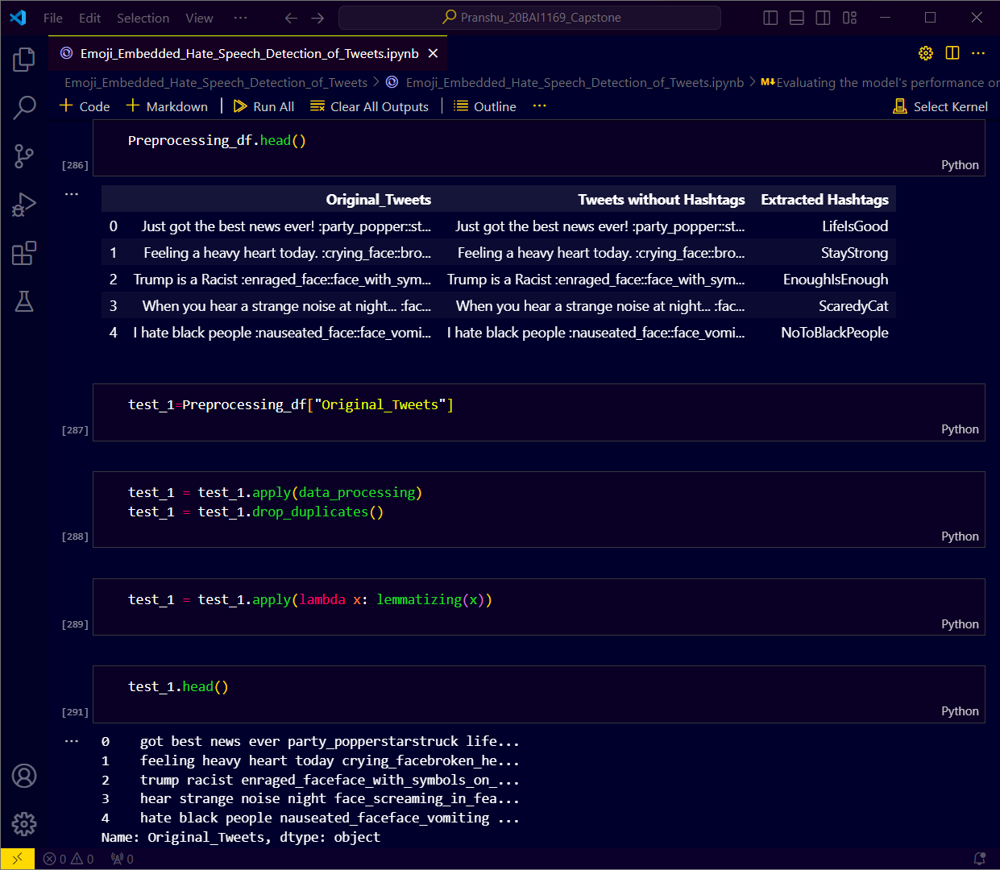 File Edit Selection View ··· Pranshu_20BAI1169_Capstone
Emoji_Embedded_Hate_Speech_Detection_of_Tweets.ipynb
Emoji_Embedded_Hate_Speech_Detection_of_Tweets > Emoji_Embedded_Hate_Speech_Detection_of_Tweets.ipynb > M↓Evaluating the model's performance or
+ Code + Markdown | Run All Clear All Outputs | Outline ··· Select Kernel
Preprocessing_df.head()
[286] Python
...
Original_Tweets Tweets without Hashtags Extracted Hashtags
0 Just got the best news ever! :party_popper::st... Just got the best news ever! :party_popper::st... LifeIsGood
1 Feeling a heavy heart today. :crying_face::bro... Feeling a heavy heart today. :crying_face::bro... StayStrong
2 Trump is a Racist :enraged_face::face_with_sym... Trump is a Racist :enraged_face::face_with_sym... EnoughIsEnough
3 When you hear a strange noise at night... :fac... When you hear a strange noise at night... :fac... ScaredyCat
4 I hate black people :nauseated_face::face_vomi... I hate black people :nauseated_face::face_vomi... NoToBlackPeople
test_1=Preprocessing_df["Original_Tweets"]
[287] Python
test_1 = test_1.apply(data_processing)
test_1 = test_1.drop_duplicates()
[288] Python
test_1 = test_1.apply(lambda x: lemmatizing(x))
[289] Python
test_1.head()
[291] Python
...
0 got best news ever party_popperstarstruck life...
1 feeling heavy heart today crying_facebroken_he...
2 trump racist enraged_faceface_with_symbols_on_...
3 hear strange noise night face_screaming_in_fea...
4 hate black people nauseated_faceface_vomiting ...
Name: Original_Tweets, dtype: object
0 0 0